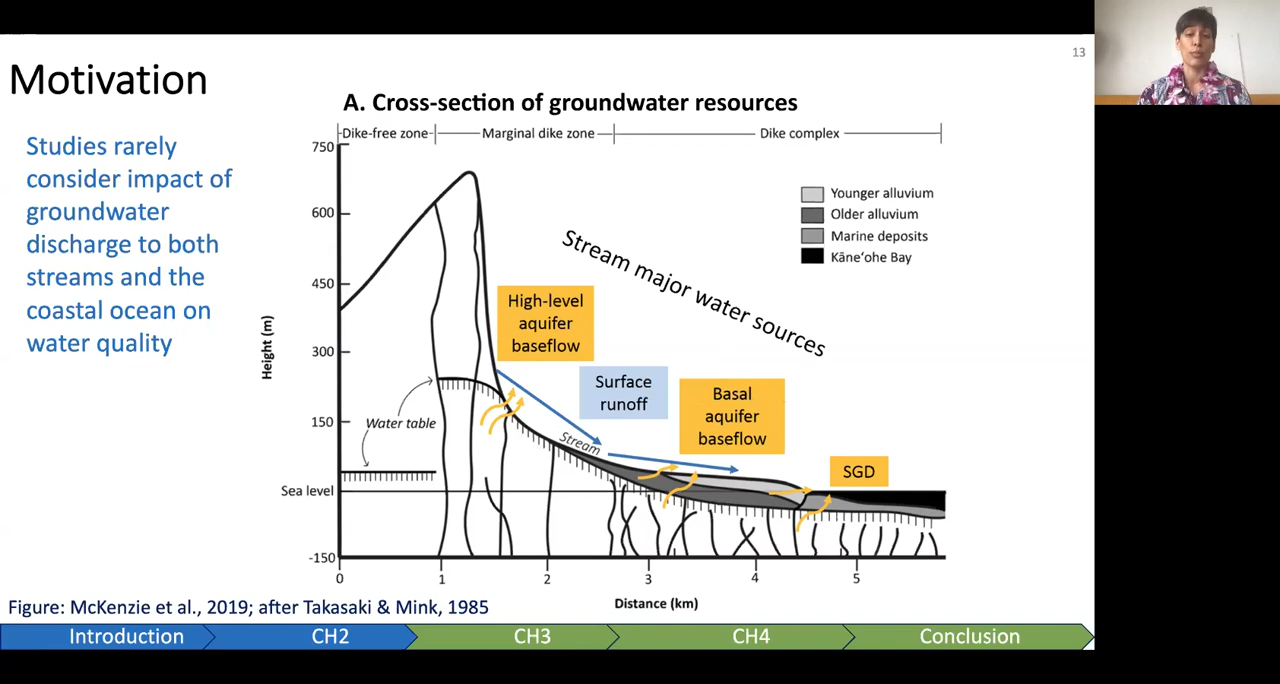 13
Motivation
Studies rarely
consider impact of
groundwater
discharge to both
streams and the
coastal ocean on
water quality
A. Cross-section of groundwater resources
Dike-free zone
Marginal dike zone
Dike complex
750
600
450
300
150
Sea level
-150
Height (m)
Younger alluvium
Older alluvium
Marine deposits
Kāneʻohe Bay
Stream major water sources
High-level
aquifer
baseflow
Surface
runoff
Basal
aquifer
baseflow
SGD
Water table
Stream
0
1
2
3
4
5
Distance (km)
Figure: McKenzie et al., 2019; after Takasaki & Mink, 1985
Introduction
CH2
CH3
CH4
Conclusion